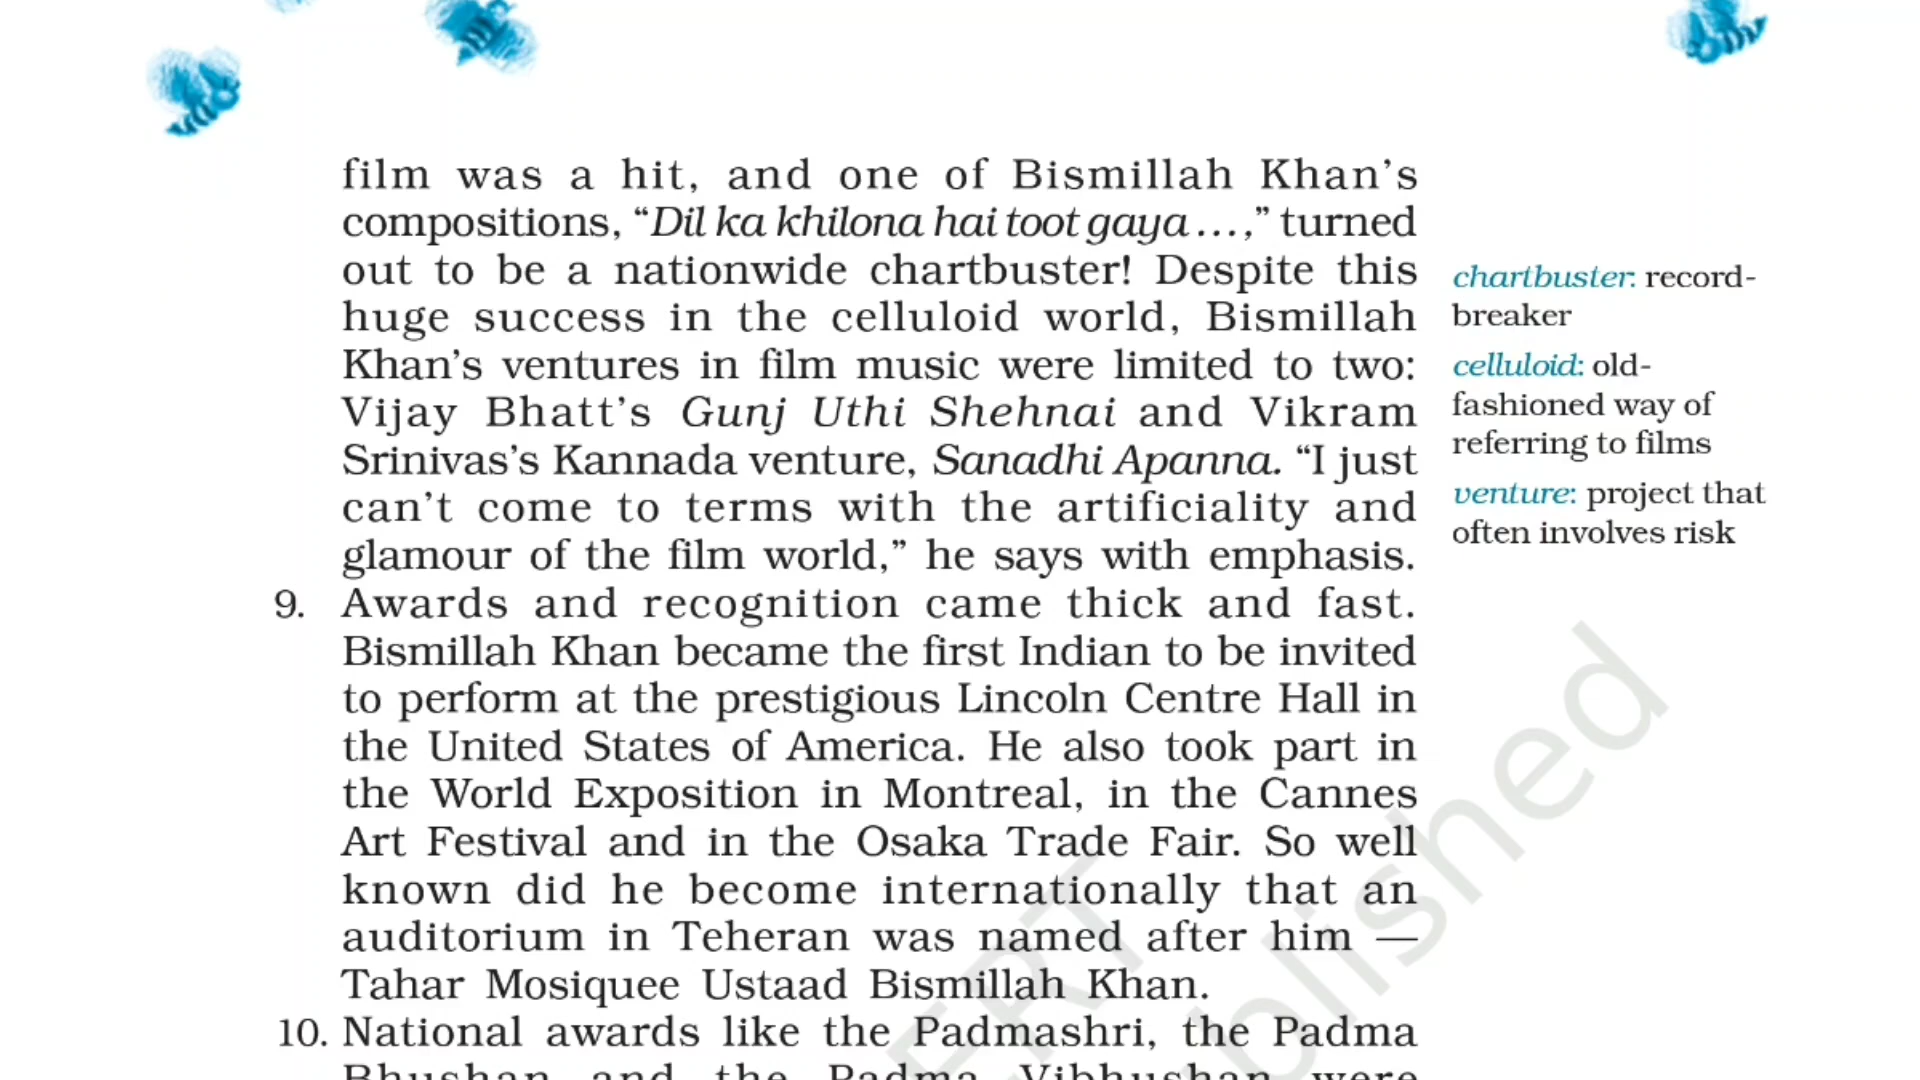 film was a hit, and one of Bismillah Khan’s
compositions, “Dil ka khilona hai toot gaya...,” turned
out to be a nationwide chartbuster! Despite this
huge success in the celluloid world, Bismillah
Khan’s ventures in film music were limited to two:
Vijay Bhatt’s Gunj Uthi Shehnai and Vikram
Srinivas’s Kannada venture, Sanadhi Apanna. “I just
can’t come to terms with the artificiality and
glamour of the film world,” he says with emphasis.
9. Awards and recognition came thick and fast.
Bismillah Khan became the first Indian to be invited
to perform at the prestigious Lincoln Centre Hall in
the United States of America. He also took part in
the World Exposition in Montreal, in the Cannes
Art Festival and in the Osaka Trade Fair. So well
known did he become internationally that an
auditorium in Teheran was named after him —
Tahar Mosiquee Ustaad Bismillah Khan.
10. National awards like the Padmashri, the Padma
Bhushan and the Padma Vibhushan were
chartbuster: record-
breaker
celluloid: old-
fashioned way of
referring to films
venture: project that
often involves risk